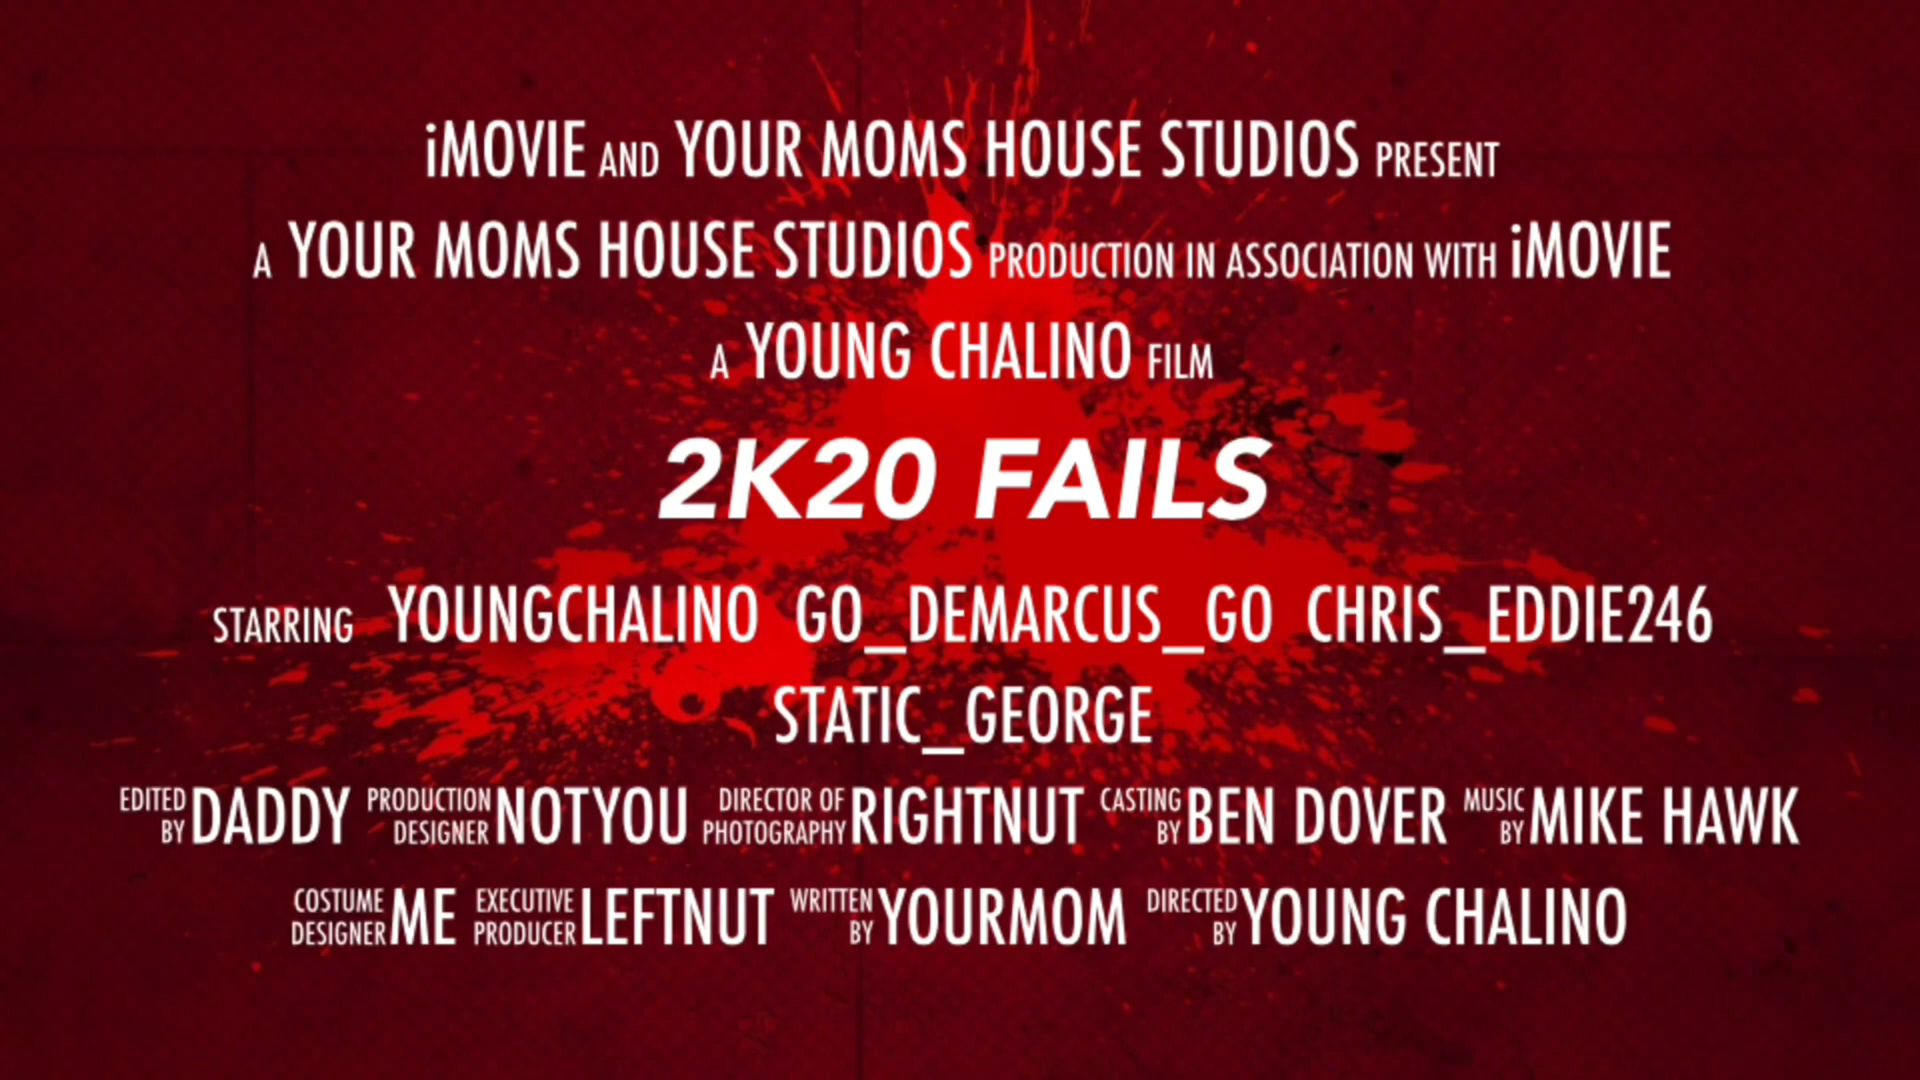 iMOVIE AND YOUR MOMS HOUSE STUDIOS PRESENT
A YOUR MOMS HOUSE STUDIOS PRODUCTION IN ASSOCIATION WITH iMOVIE
A YOUNG CHALINO FILM
2K20 FAILS
STARRING YOUNGCHALINO GO_DEMARCUS_GO CHRIS_EDDIE246
STATIC_GEORGE
EDITED BY DADDY PRODUCTION DESIGNER NOTYOU DIRECTOR OF PHOTOGRAPHY RIGHTNUT CASTING BY BEN DOVER MUSIC BY MIKE HAWK
COSTUME DESIGNER ME EXECUTIVE PRODUCER LEFTNUT WRITTEN BY YOURMOM DIRECTED BY YOUNG CHALINO